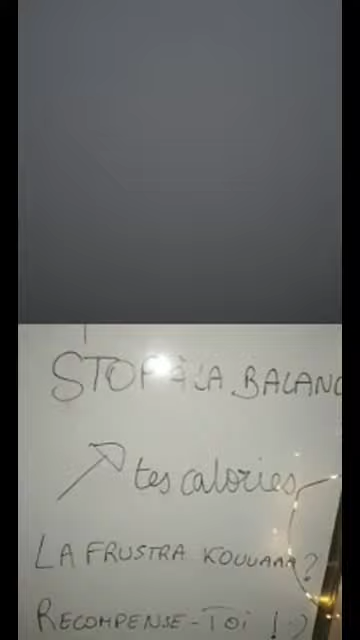 STOP À LA BALANC
↗ tes calories
LA FRUSTRA KOUUAAA ?
RECOMPENSE-TOI ! :)